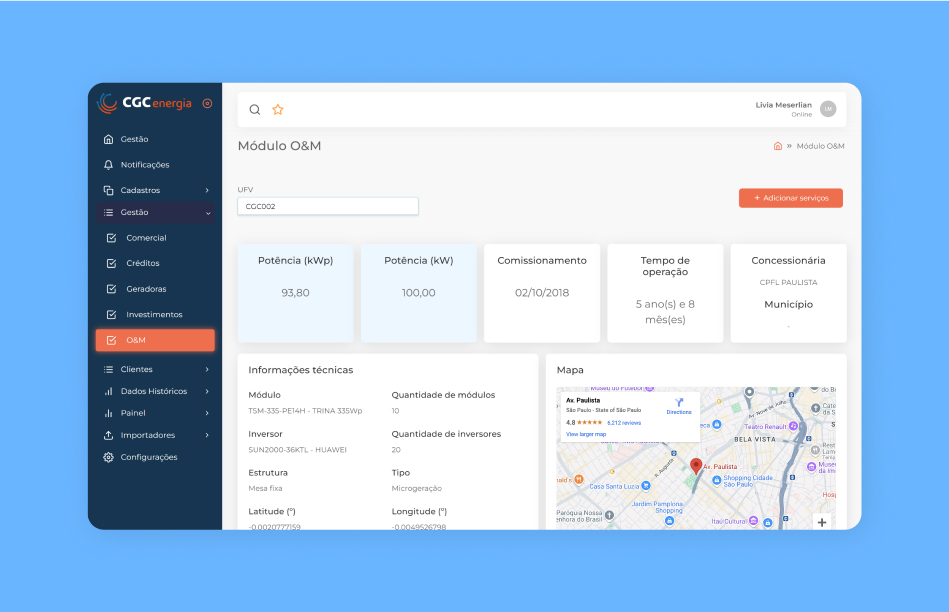 CGC energia
Gestão
Notificações
Cadastros
Gestão
Comercial
Créditos
Geradoras
Investimentos
O&M
Clientes
Dados Históricos
Painel
Importadores
Configurações
Livia Meserlian
Online
LM
Módulo O&M
» Módulo O&M
UFV
CGC002
+ Adicionar serviços
Potência (kWp)
93,80
Potência (kW)
100,00
Comissionamento
02/10/2018
Tempo de
operação
5 ano(s) e 8
mês(es)
Concessionária
CPFL PAULISTA
Município
-
Informações técnicas
Módulo
TSM-335-PE14H - TRINA 335Wp
Quantidade de módulos
10
Inversor
SUN2000-36KTL - HUAWEI
Quantidade de inversores
20
Estrutura
Mesa fixa
Tipo
Microgeração
Latitude (º)
-0.0020777159
Longitude (º)
-0.0049526798
Mapa
Museu do Futebol
Av. Paulista
São Paulo - State of São Paulo
4.8 ★★★★★ 6,212 reviews
View larger map
Directions
Av. Nove de Julho
Teatro Renault
BELA VISTA
R. Augusta
Av. Paulista
Shopping Cidade
São Paulo
Casa Santa Luzia
Jardim Pamplona
Shopping
Paróquia Nossa
enhora do Brasil
Itaú Cultural
+